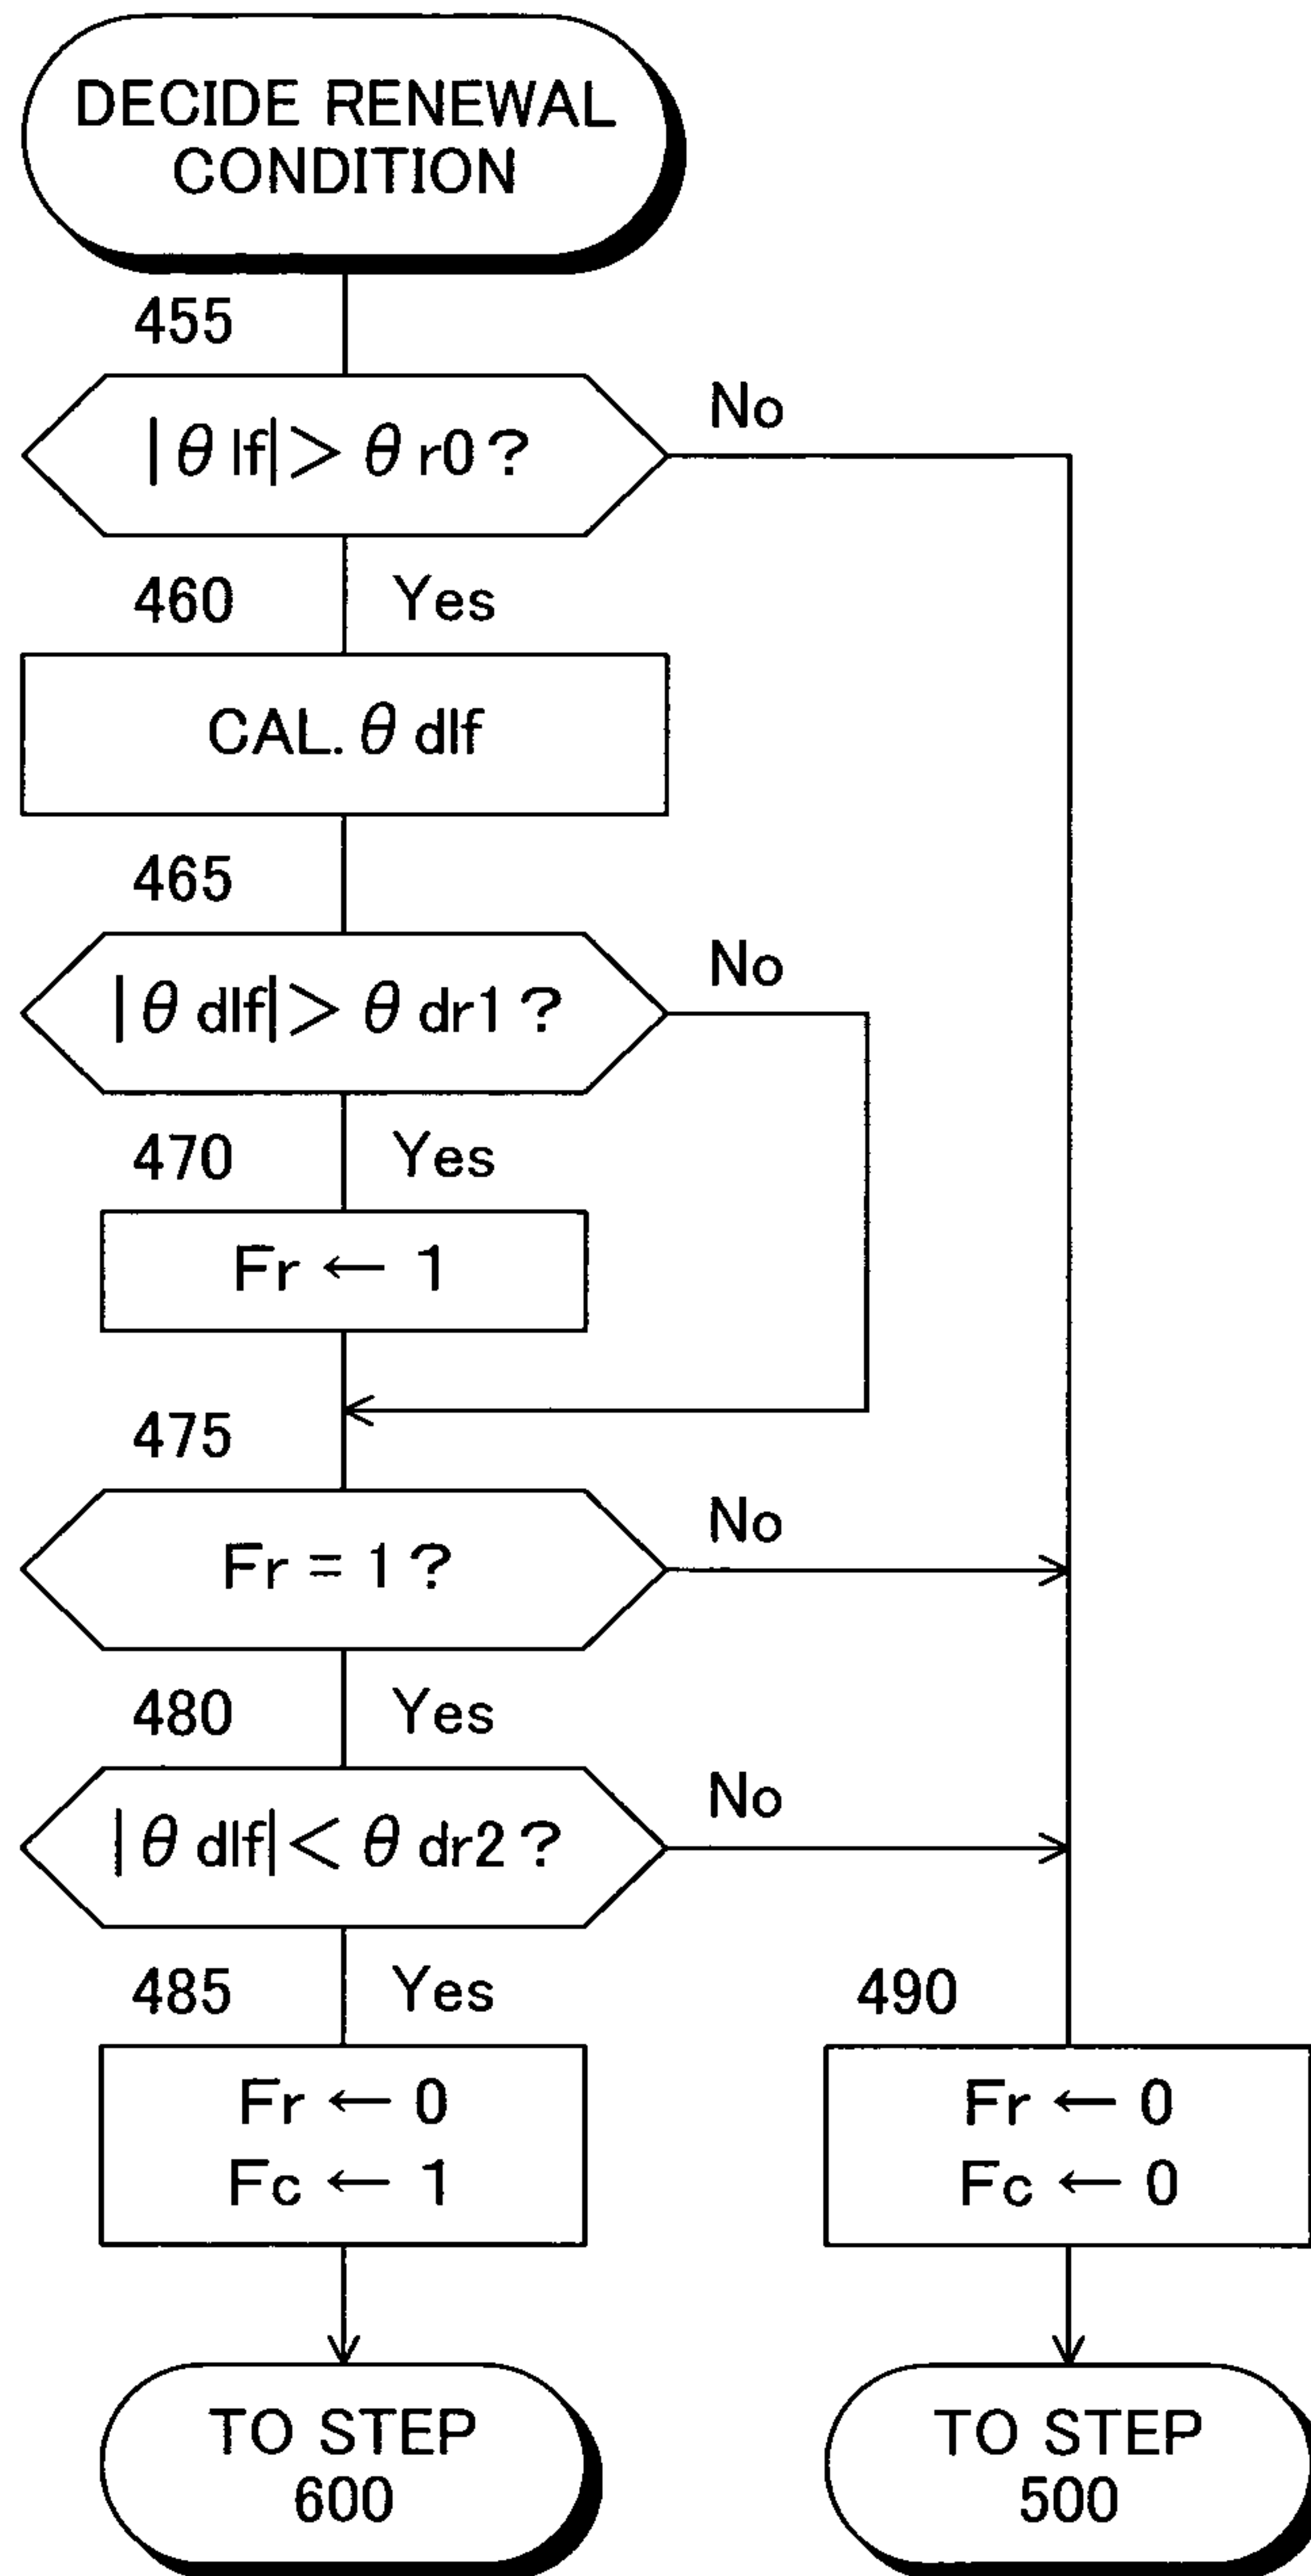 DECIDE RENEWAL
CONDITION
455
|θ lf|> θ r0 ?
No
460
Yes
CAL. θ dlf
465
|θ dlf|> θ dr1 ?
No
470
Yes
Fr ← 1
475
Fr = 1 ?
No
480
Yes
|θ dlf|< θ dr2 ?
No
485
Yes
490
Fr ← 0
Fc ← 1
Fr ← 0
Fc ← 0
TO STEP
600
TO STEP
500